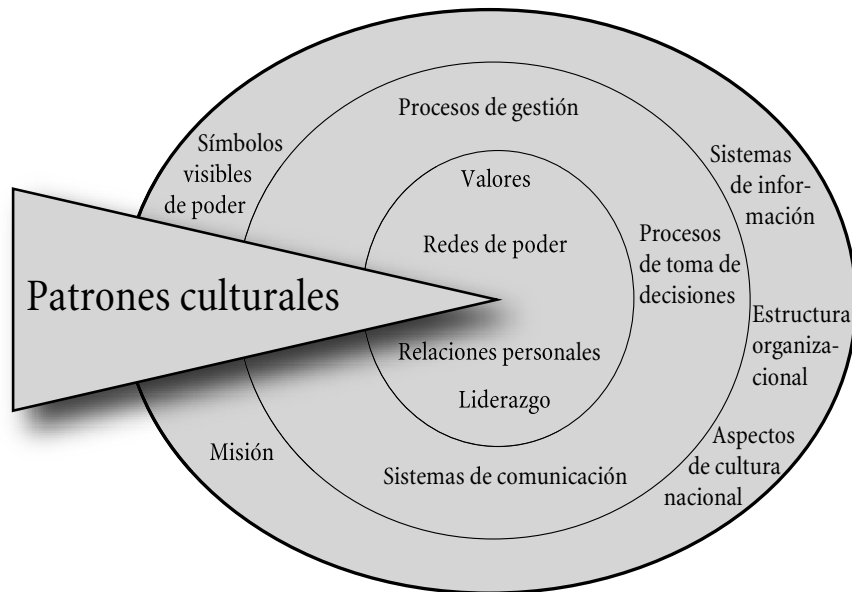 Procesos de gestión
Símbolos
visibles
de poder
Sistemas
de infor-
mación
Valores
Redes de poder
Procesos
de toma de
decisiones
Patrones culturales
Estructura
organiza-
cional
Relaciones personales
Liderazgo
Misión
Aspectos
de cultura
nacional
Sistemas de comunicación